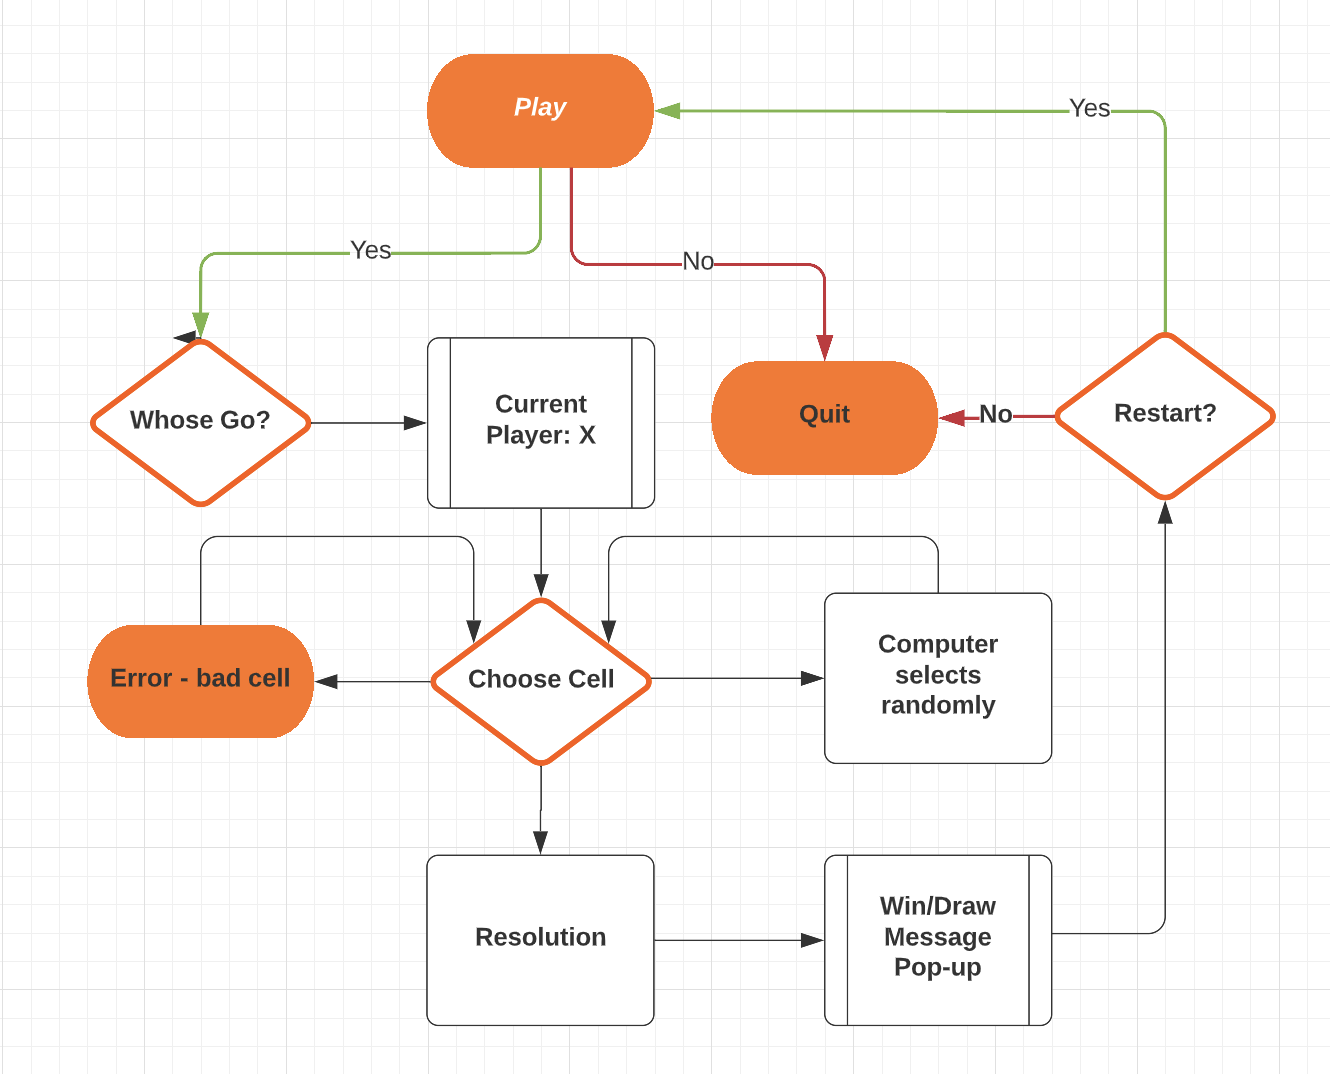 Play
Yes
Yes
No
Whose Go?
Current
Player: X
Quit
No
Restart?
Error - bad cell
Choose Cell
Computer
selects
randomly
Resolution
Win/Draw
Message
Pop-up